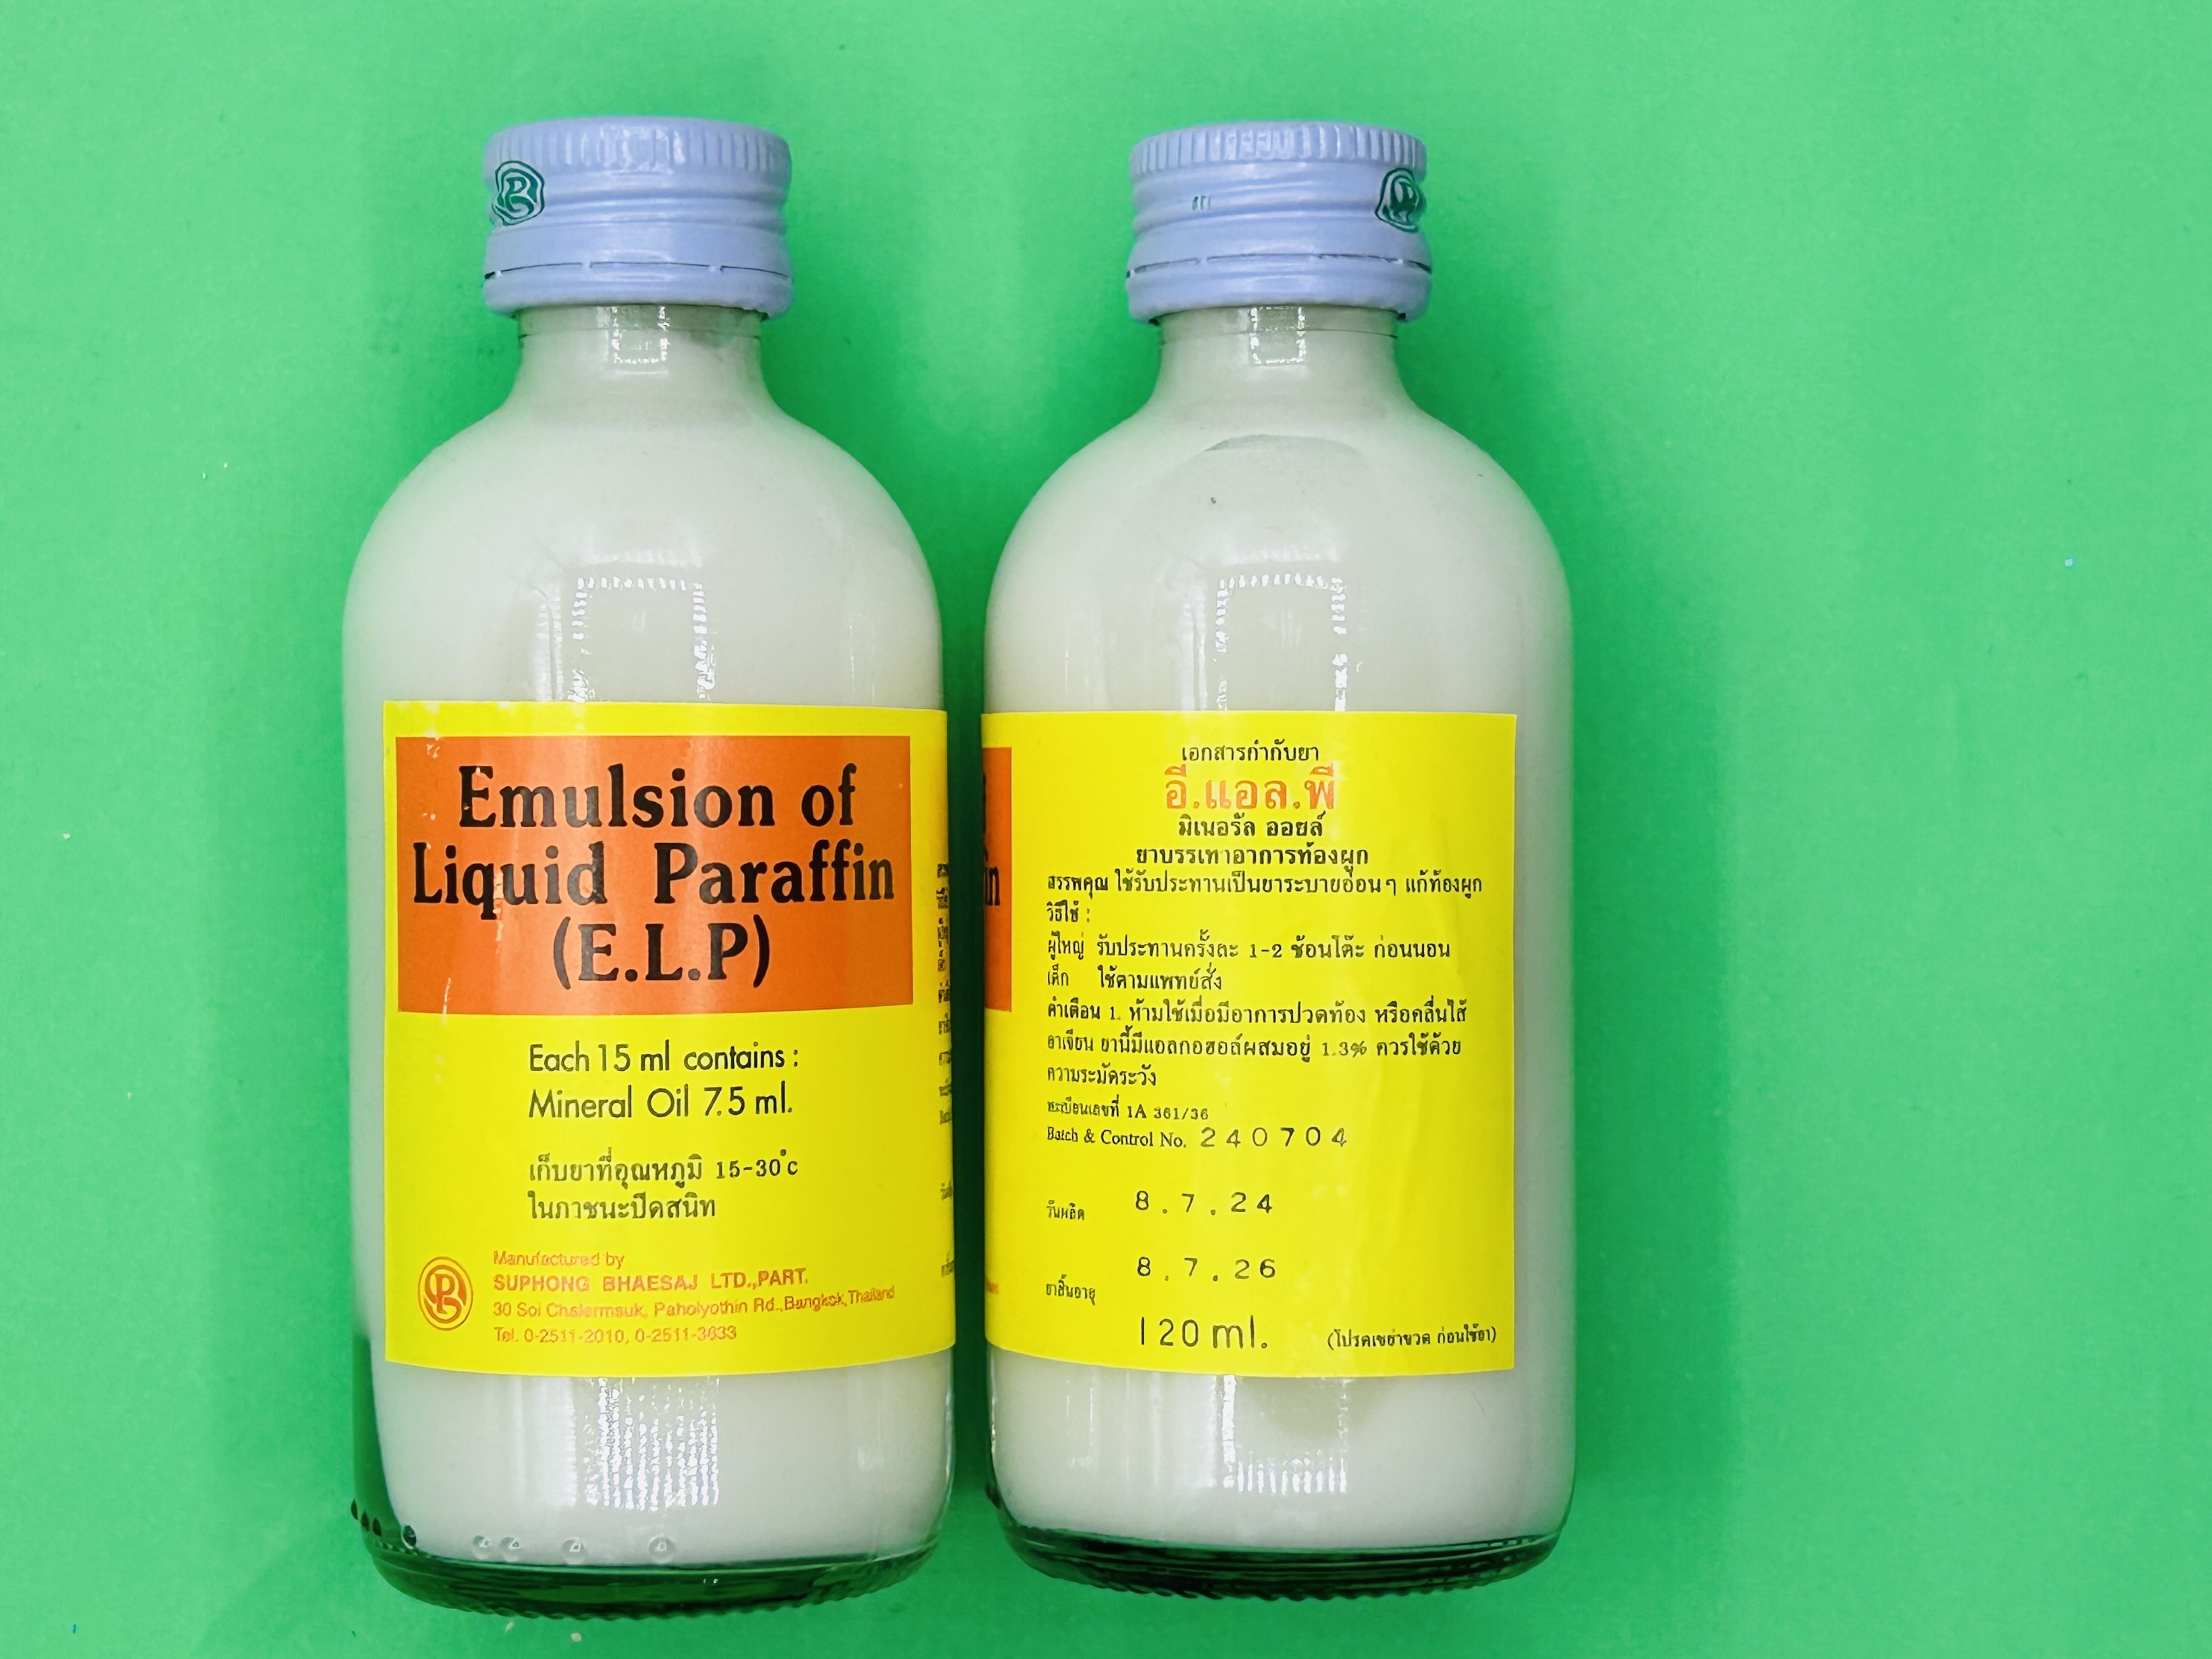 Emulsion of
Liquid Paraffin
(E.L.P)
Each 15 ml contains :
Mineral Oil 7.5 ml.
เก็บยาที่อุณหภูมิ 15-30°c
ในภาชนะปิดสนิท
Manufactured by
SUPHONG BHAESAJ LTD.,PART.
30 Soi Chalermsuk, Paholyothin Rd.,Bangkok,Thailand
Tel. 0-2511-2010, 0-2511-3633
เอกสารกำกับยา
อี.แอล.พี
มิเนอรัล ออยล์
ยาบรรเทาอาการท้องผูก
สรรพคุณ ใช้รับประทานเป็นยาระบายอ่อนๆ แก้ท้องผูก
วิธีใช้ :
ผู้ใหญ่ รับประทานครั้งละ 1-2 ช้อนโต๊ะ ก่อนนอน
เด็ก ใช้ตามแพทย์สั่ง
คำเตือน 1. ห้ามใช้เมื่อมีอาการปวดท้อง หรือคลื่นไส้
อาเจียน ยานี้มีแอลกอฮอล์ผสมอยู่ 1.3% ควรใช้ด้วย
ความระมัดระวัง
ทะเบียนเลขที่ 1A 361/36
Batch & Control No. 240704
วันผลิต 8.7.24
ยาสิ้นอายุ 8.7.26
120 ml. (โปรดเขย่าขวด ก่อนใช้ยา)